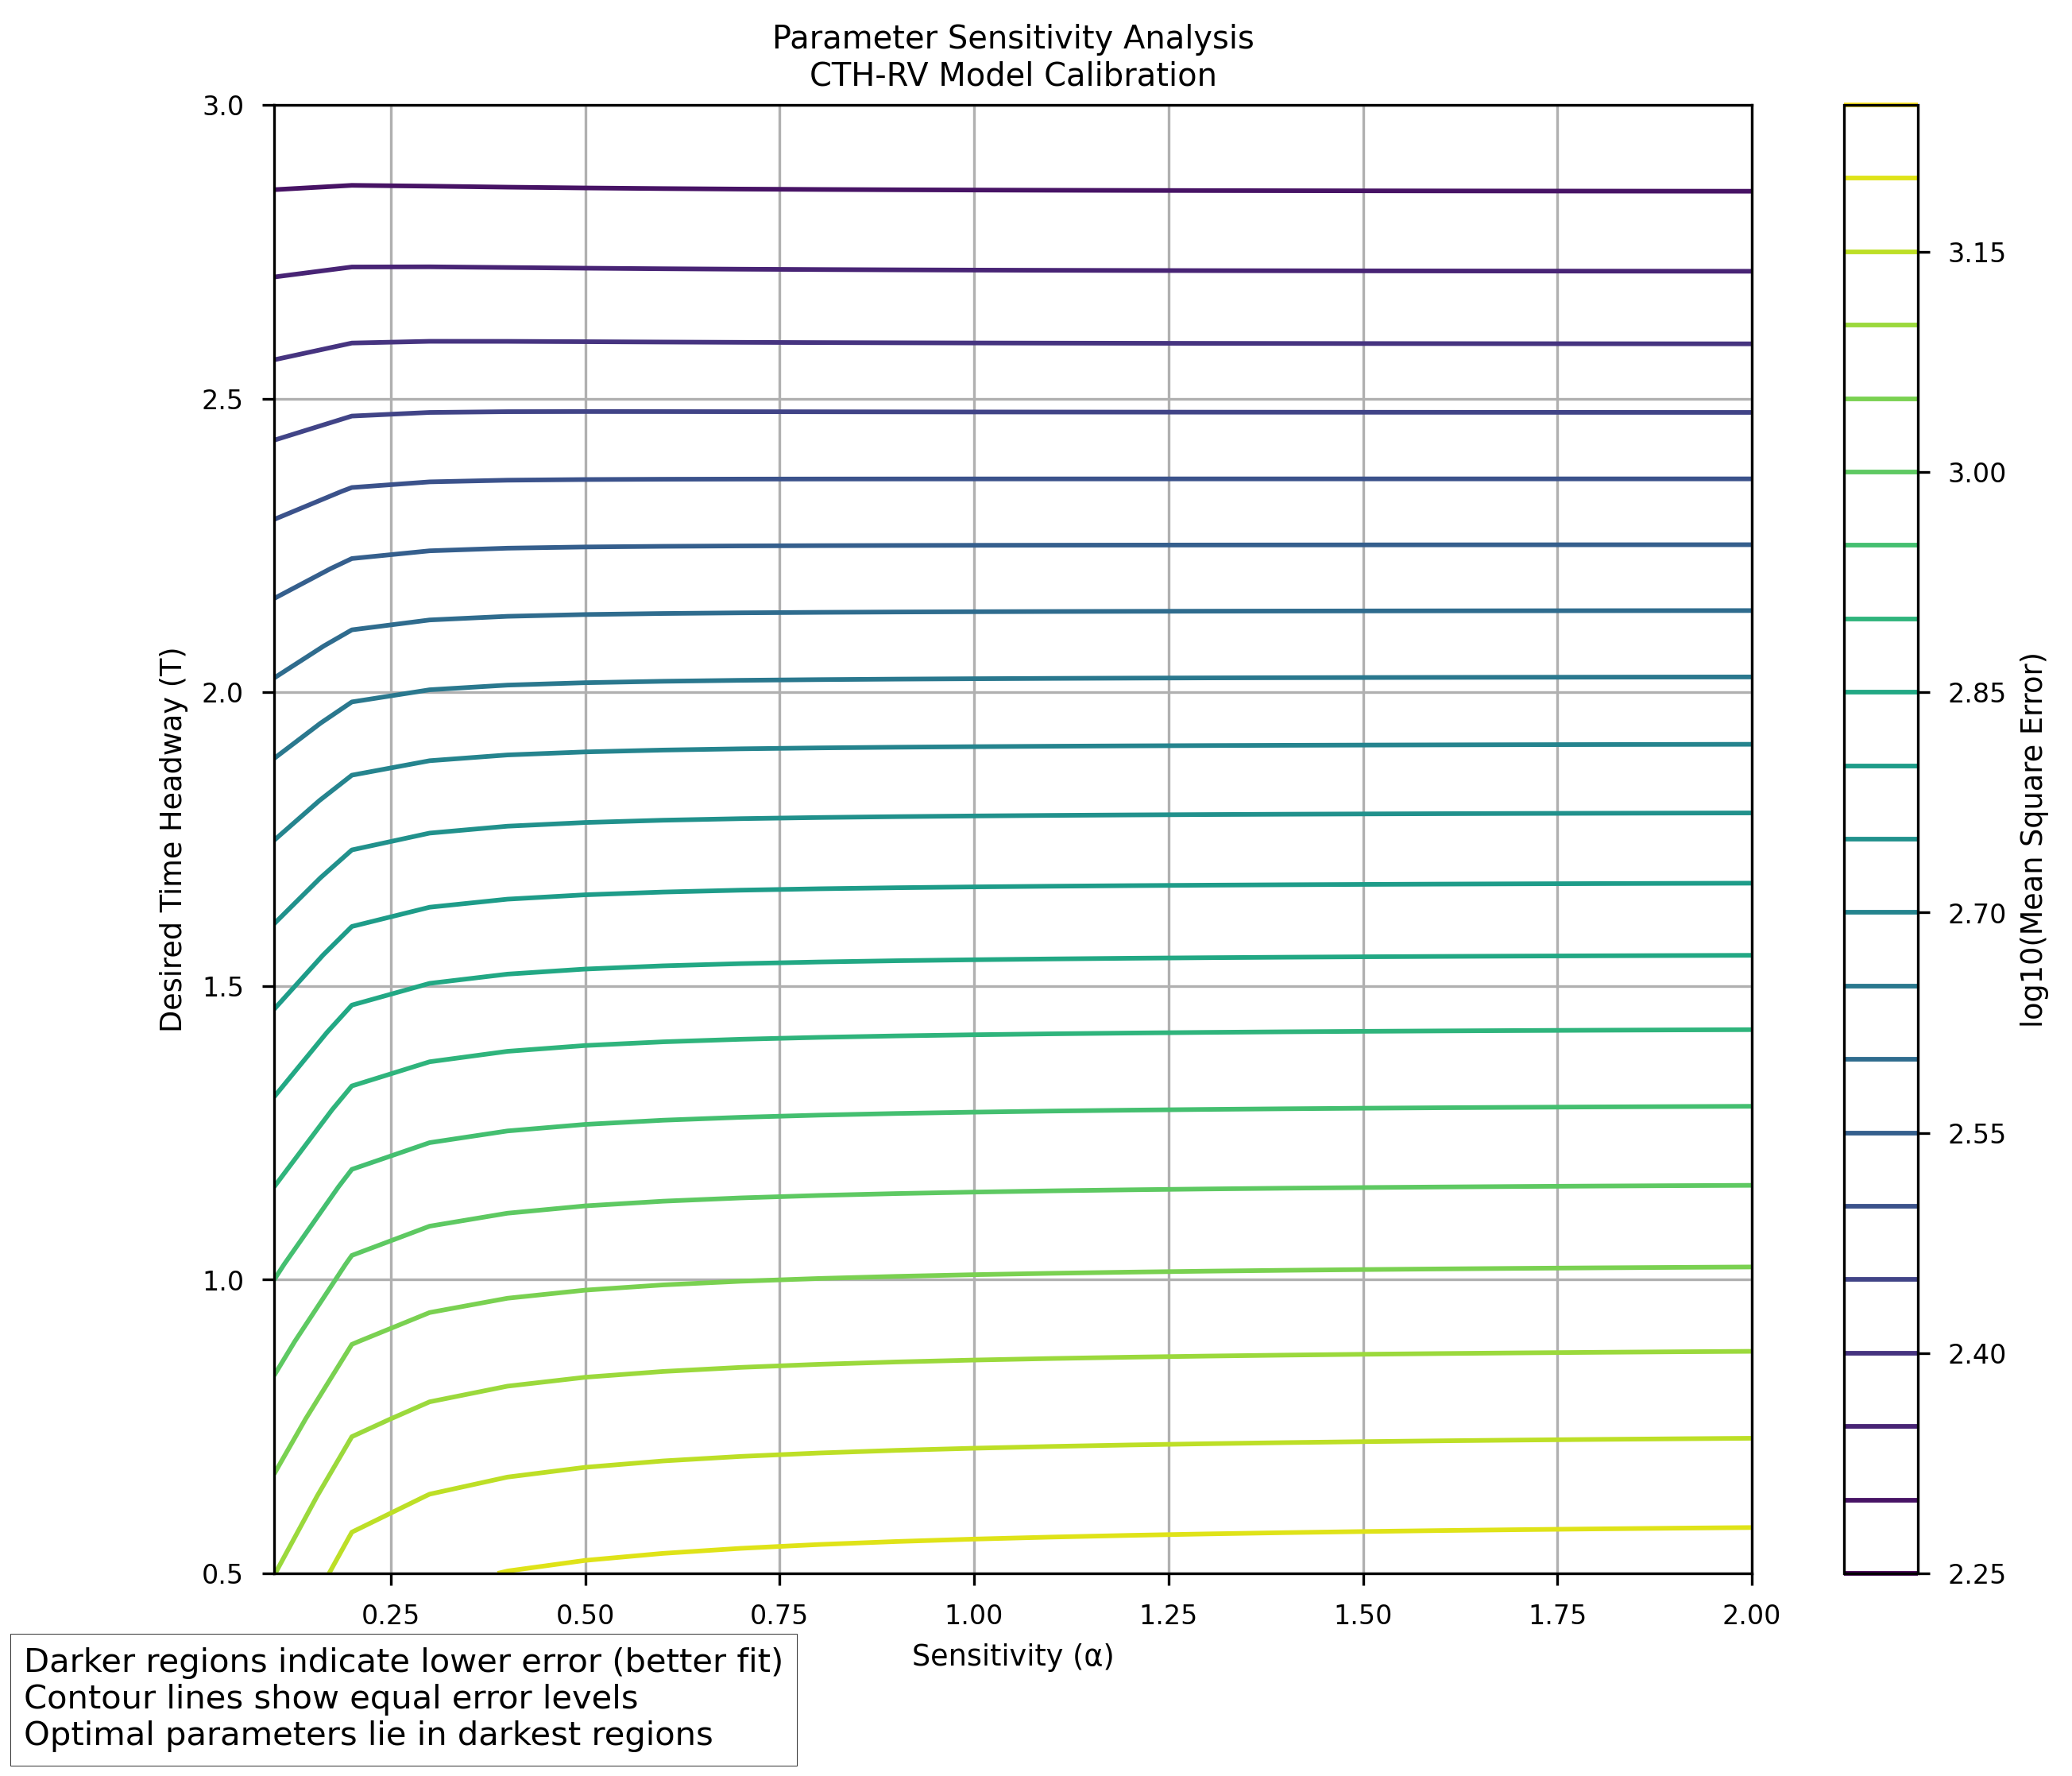 Parameter Sensitivity Analysis
CTH-RV Model Calibration
3.0
2.5
2.0
1.5
1.0
0.5
Desired Time Headway (T)
0.25
0.50
0.75
1.00
1.25
1.50
1.75
2.00
Sensitivity (α)
3.15
3.00
2.85
2.70
2.55
2.40
2.25
log10(Mean Square Error)
Darker regions indicate lower error (better fit)
Contour lines show equal error levels
Optimal parameters lie in darkest regions